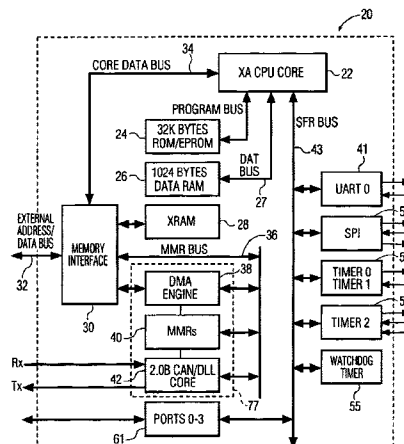 20
34
CORE DATA BUS
XA CPU CORE
22
PROGRAM BUS
SFR BUS
24
32K BYTES
ROM/EPROM
43
41
DAT
BUS
26
1024 BYTES
DATA RAM
27
UART 0
EXTERNAL
ADDRESS/
DATA BUS
XRAM
28
36
SPI
32
MEMORY
INTERFACE
MMR BUS
38
30
DMA
ENGINE
TIMER 0
TIMER 1
40
MMRs
TIMER 2
Rx
Tx
42
2.0B CAN/DLL
CORE
77
WATCHDOG
TIMER
55
PORTS 0-3
61